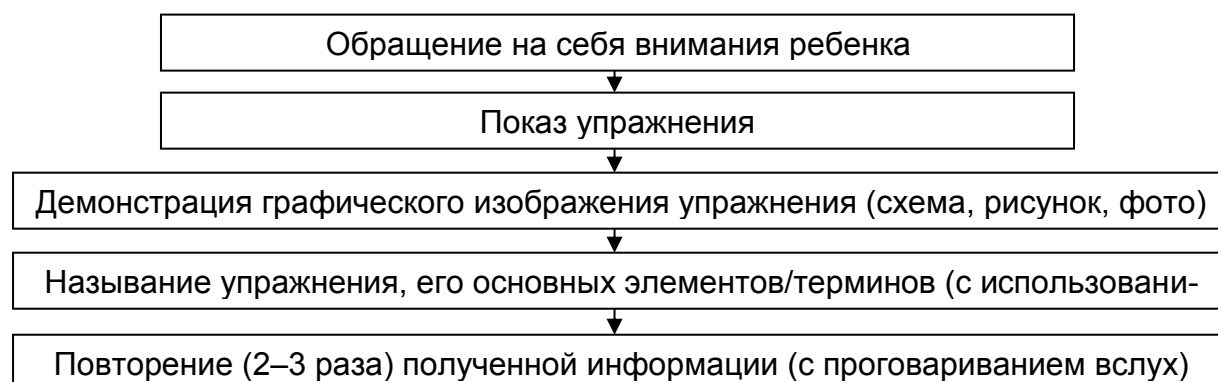 Обращение на себя внимания ребенка
Показ упражнения
Демонстрация графического изображения упражнения (схема, рисунок, фото)
Называние упражнения, его основных элементов/терминов (с использовани-
Повторение (2–3 раза) полученной информации (с проговариванием вслух)